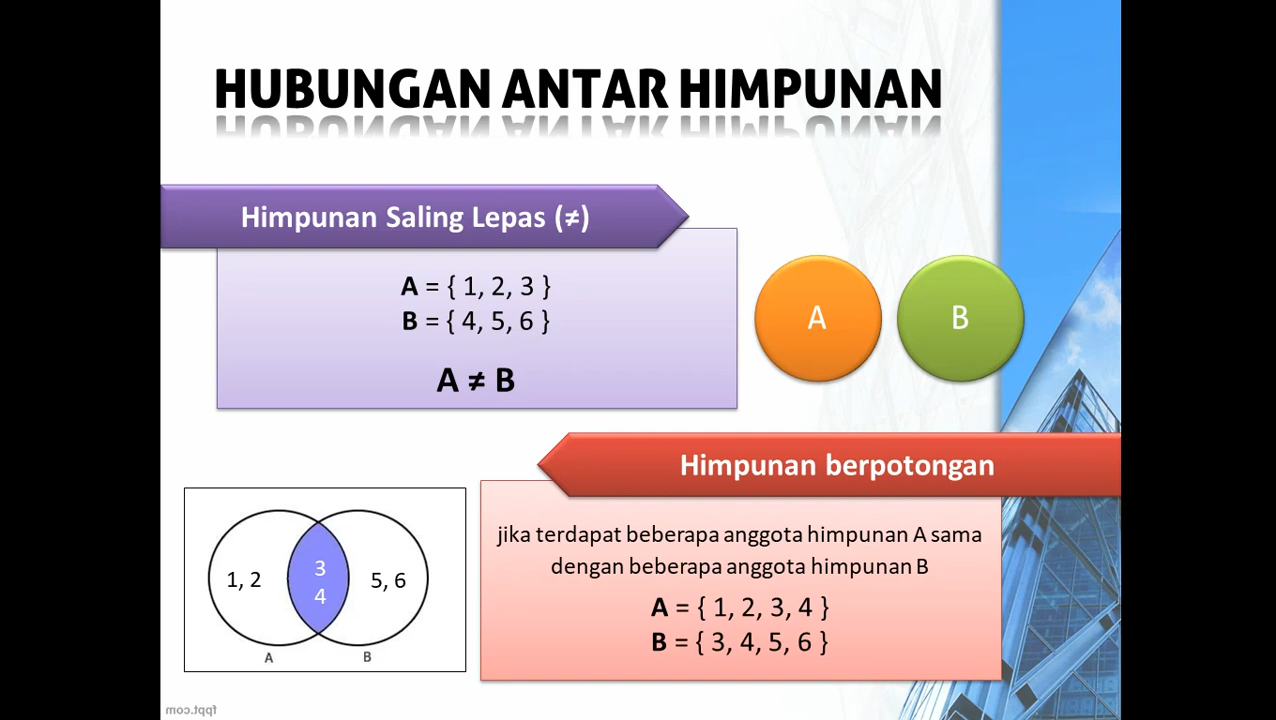 HUBUNGAN ANTAR HIMPUNAN
Himpunan Saling Lepas (≠)
A = { 1, 2, 3 }
B = { 4, 5, 6 }
A ≠ B
A
B
Himpunan berpotongan
jika terdapat beberapa anggota himpunan A sama
dengan beberapa anggota himpunan B
A = { 1, 2, 3, 4 }
B = { 3, 4, 5, 6 }
1, 2
3
4
5, 6
A
B
fppt.com